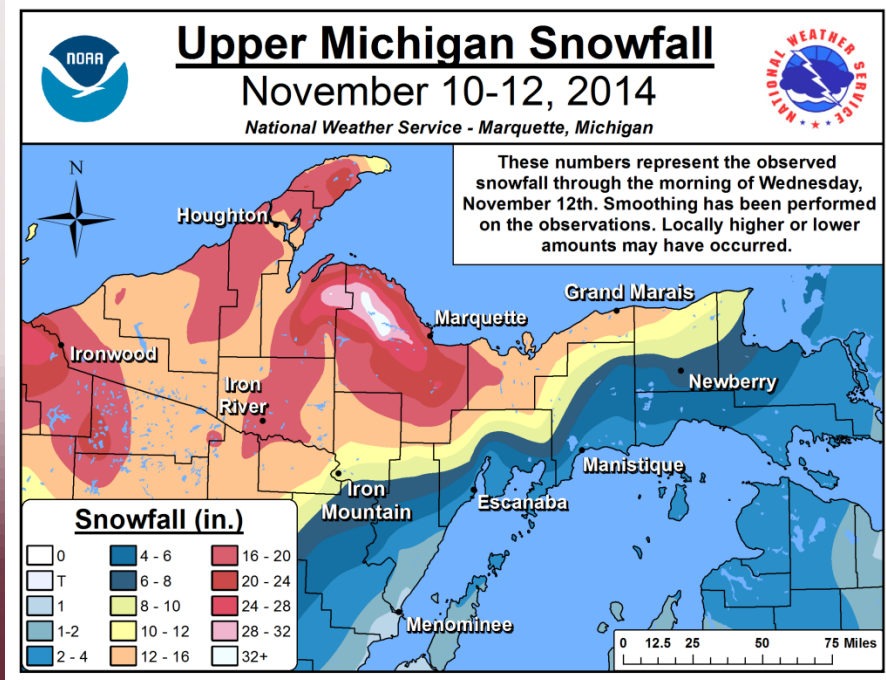 NOAA
Upper Michigan Snowfall
November 10-12, 2014
National Weather Service - Marquette, Michigan
NATIONAL WEATHER SERVICE
These numbers represent the observed
snowfall through the morning of Wednesday,
November 12th. Smoothing has been performed
on the observations. Locally higher or lower
amounts may have occurred.
N
Houghton
Grand Marais
Marquette
Ironwood
Newberry
Iron
River
Manistique
Iron
Mountain
Escanaba
Menominee
Snowfall (in.)
0
T
1
1-2
2 - 4
4 - 6
6 - 8
8 - 10
10 - 12
12 - 16
16 - 20
20 - 24
24 - 28
28 - 32
32+
0 12.5 25 50 75 Miles